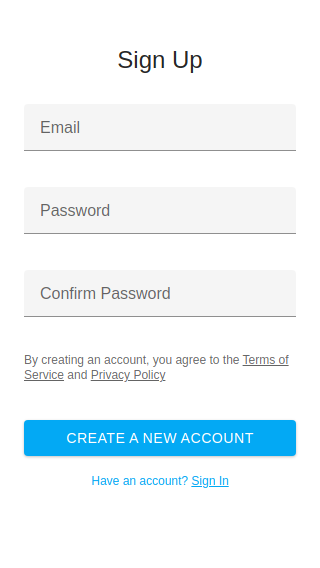 Sign Up
Email
Password
Confirm Password
By creating an account, you agree to the Terms of
Service and Privacy Policy
CREATE A NEW ACCOUNT
Have an account? Sign In